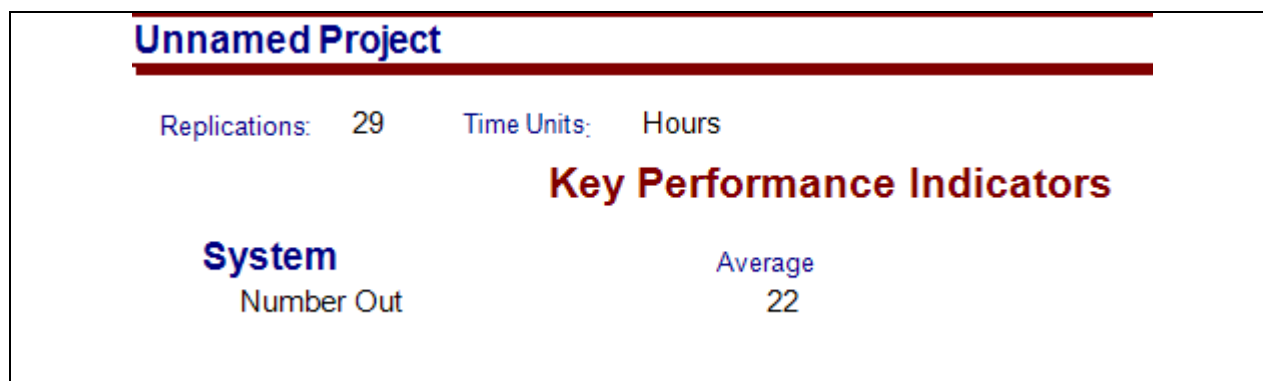 Unnamed Project
Replications: 29 Time Units: Hours
Key Performance Indicators
System Average
Number Out 22